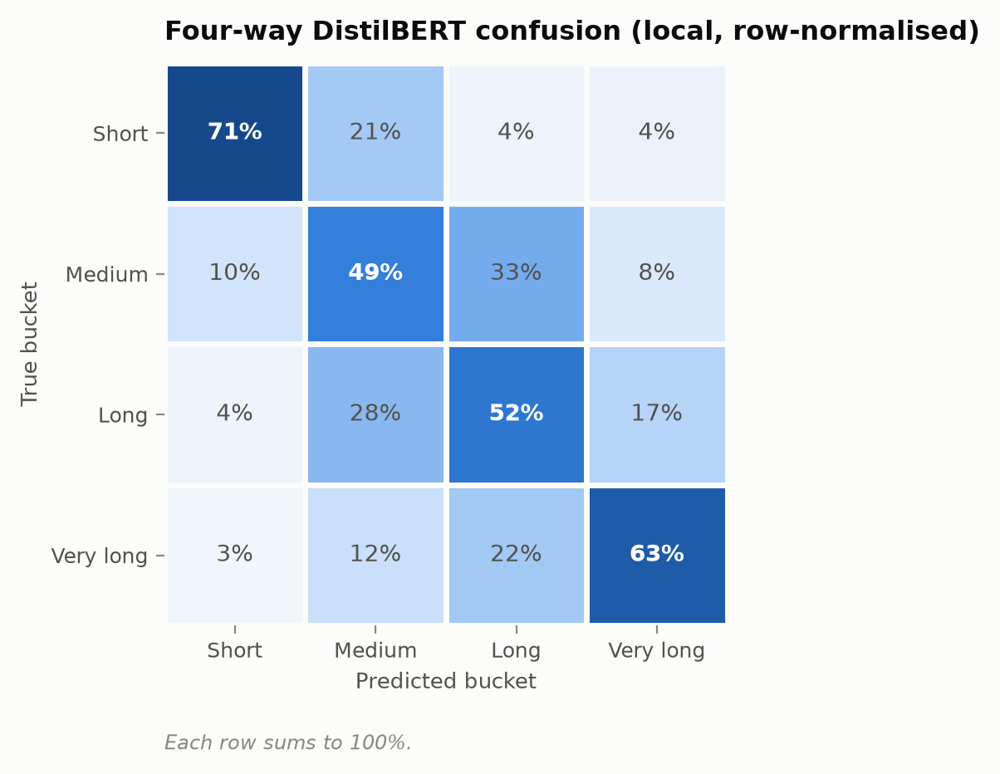 Four-way DistilBERT confusion (local, row-normalised)
True bucket
Short 71% 21% 4% 4%
Medium 10% 49% 33% 8%
Long 4% 28% 52% 17%
Very long 3% 12% 22% 63%
Short Medium Long Very long
Predicted bucket
Each row sums to 100%.